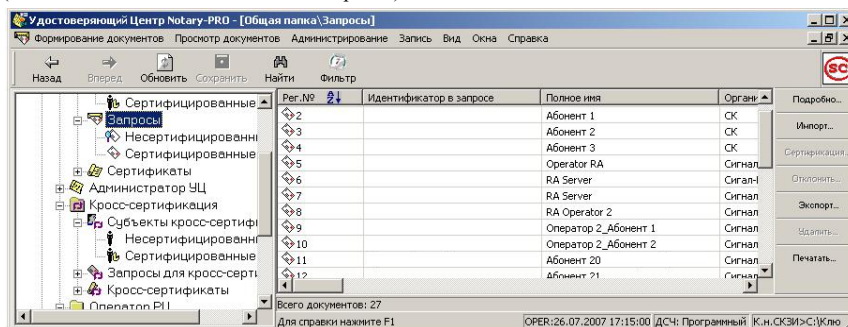 Удостоверяющий Центр Notary-PRO - [Общая папка\Запросы]
Формирование документов Просмотр документов Администрирование Запись Вид Окна Справка
Назад Вперед Обновить Сохранить Найти Фильтр
SC
Сертифицированные
Запросы
Несертифицированн
Сертифицированные
Сертификаты
Администратор УЦ
Кросс-сертификация
Субъекты кросс-сертифи
Несертифицированн
Сертифицированные
Запросы для кросс-серти
Кросс-сертификаты
Оператор РЦ
Рег.№ Идентификатор в запросе Полное имя Органи
2 Абонент 1 СК
3 Абонент 2 СК
4 Абонент 3 СК
5 Operator RA Сигнал
6 RA Server Сигал-
7 RA Server Сигнал
8 RA Operator 2 Сигнал
9 Оператор 2_Абонент 1 Сигнал
10 Оператор 2_Абонент 2 Сигнал
11 Абонент 20 Сигнал
12 Абонент 21 Сигнал
Всего документов: 27
Подробно...
Импорт...
Сертификация..
Отклонить...
Экспорт...
Удалить...
Печатать...
Для справки нажмите F1 OPER:26.07.2007 17:15:00 ДСЧ: Программный К.н.СКЗИ>C:\Клю